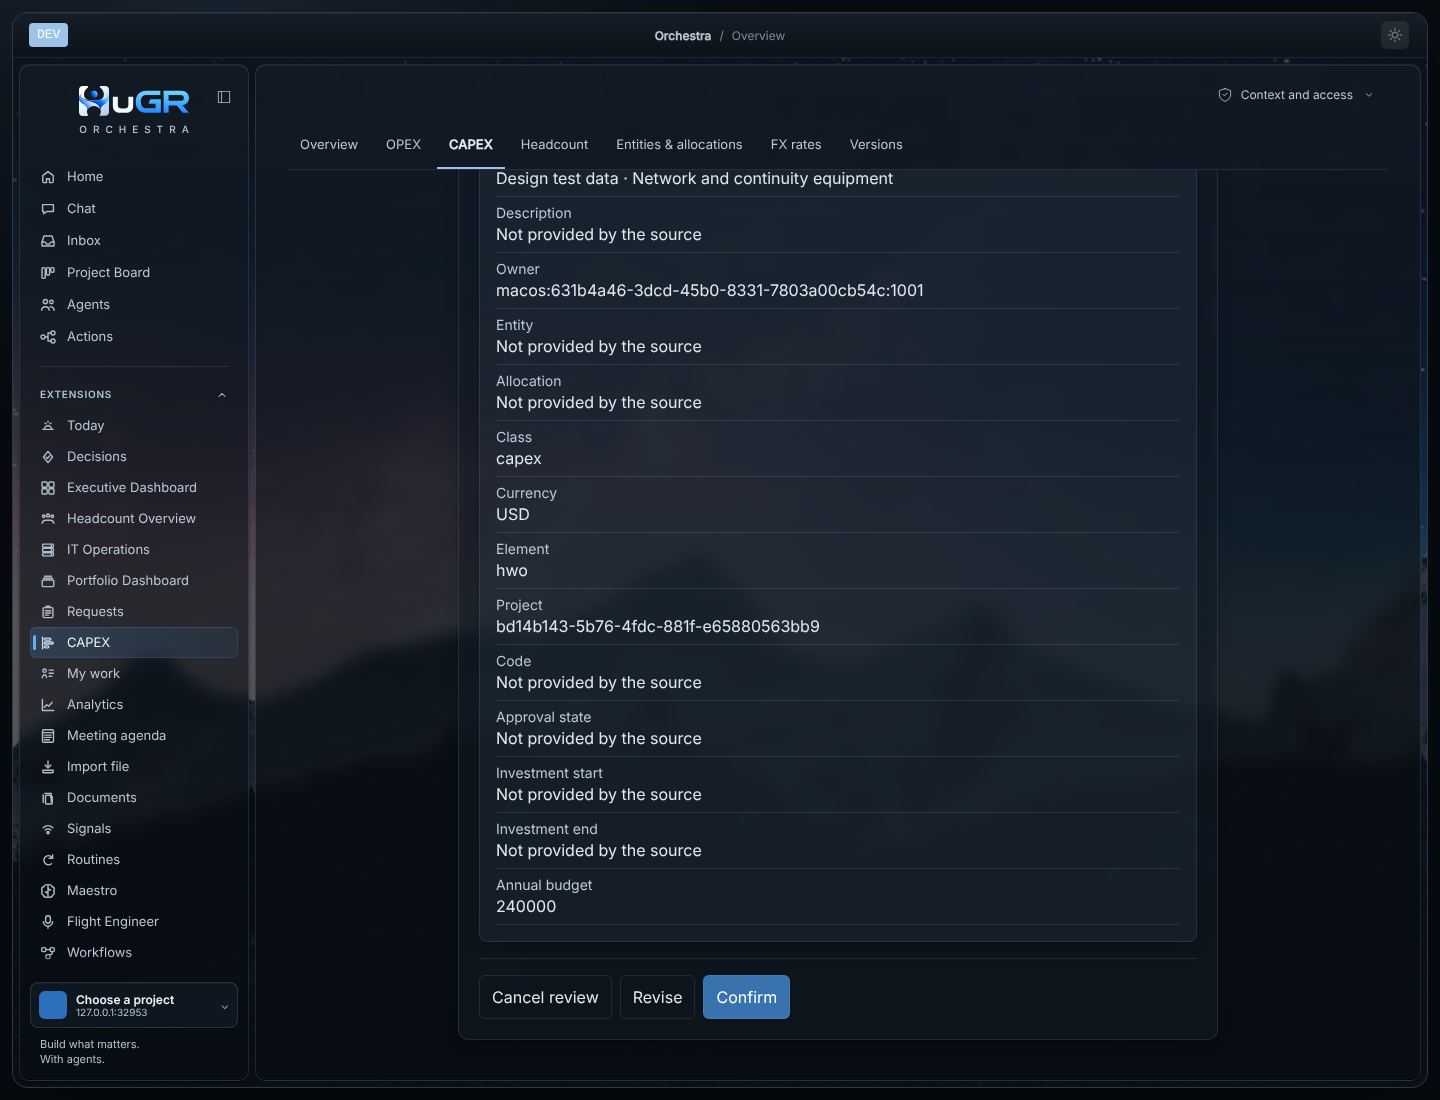 DEV
Orchestra / Overview
HuGR
ORCHESTRA
Home
Chat
Inbox
Project Board
Agents
Actions
EXTENSIONS
Today
Decisions
Executive Dashboard
Headcount Overview
IT Operations
Portfolio Dashboard
Requests
CAPEX
My work
Analytics
Meeting agenda
Import file
Documents
Signals
Routines
Maestro
Flight Engineer
Workflows
Choose a project
127.0.0.1:32953
Build what matters.
With agents.
Context and access
Overview OPEX CAPEX Headcount Entities & allocations FX rates Versions
Design test data · Network and continuity equipment
Description
Not provided by the source
Owner
macos:631b4a46-3dcd-45b0-8331-7803a00cb54c:1001
Entity
Not provided by the source
Allocation
Not provided by the source
Class
capex
Currency
USD
Element
hwo
Project
bd14b143-5b76-4fdc-881f-e65880563bb9
Code
Not provided by the source
Approval state
Not provided by the source
Investment start
Not provided by the source
Investment end
Not provided by the source
Annual budget
240000
Cancel review Revise Confirm